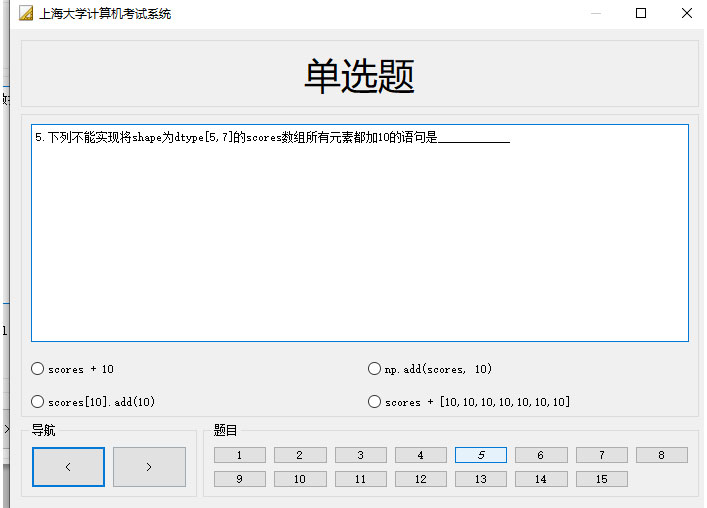 上海大学计算机考试系统
单选题
5.下列不能实现将shape为dtype[5,7]的scores数组所有元素都加10的语句是___________
scores + 10
np.add(scores, 10)
scores[10].add(10)
scores + [10,10,10,10,10,10,10]
导航
题目
< >
1 2 3 4 5 6 7 8
9 10 11 12 13 14 15